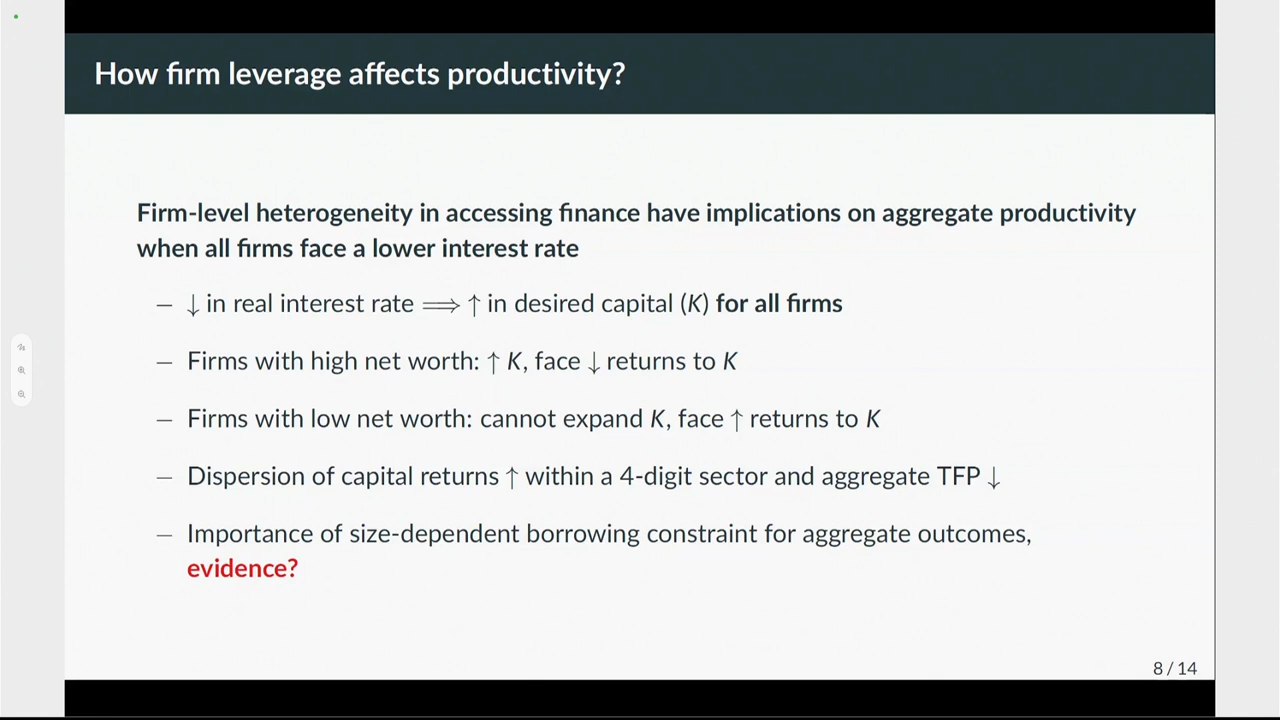 How firm leverage affects productivity?
Firm-level heterogeneity in accessing finance have implications on aggregate productivity
when all firms face a lower interest rate
– ↓ in real interest rate ⟹ ↑ in desired capital (K) for all firms
– Firms with high net worth: ↑ K, face ↓ returns to K
– Firms with low net worth: cannot expand K, face ↑ returns to K
– Dispersion of capital returns ↑ within a 4-digit sector and aggregate TFP ↓
– Importance of size-dependent borrowing constraint for aggregate outcomes,
evidence?
8 / 14